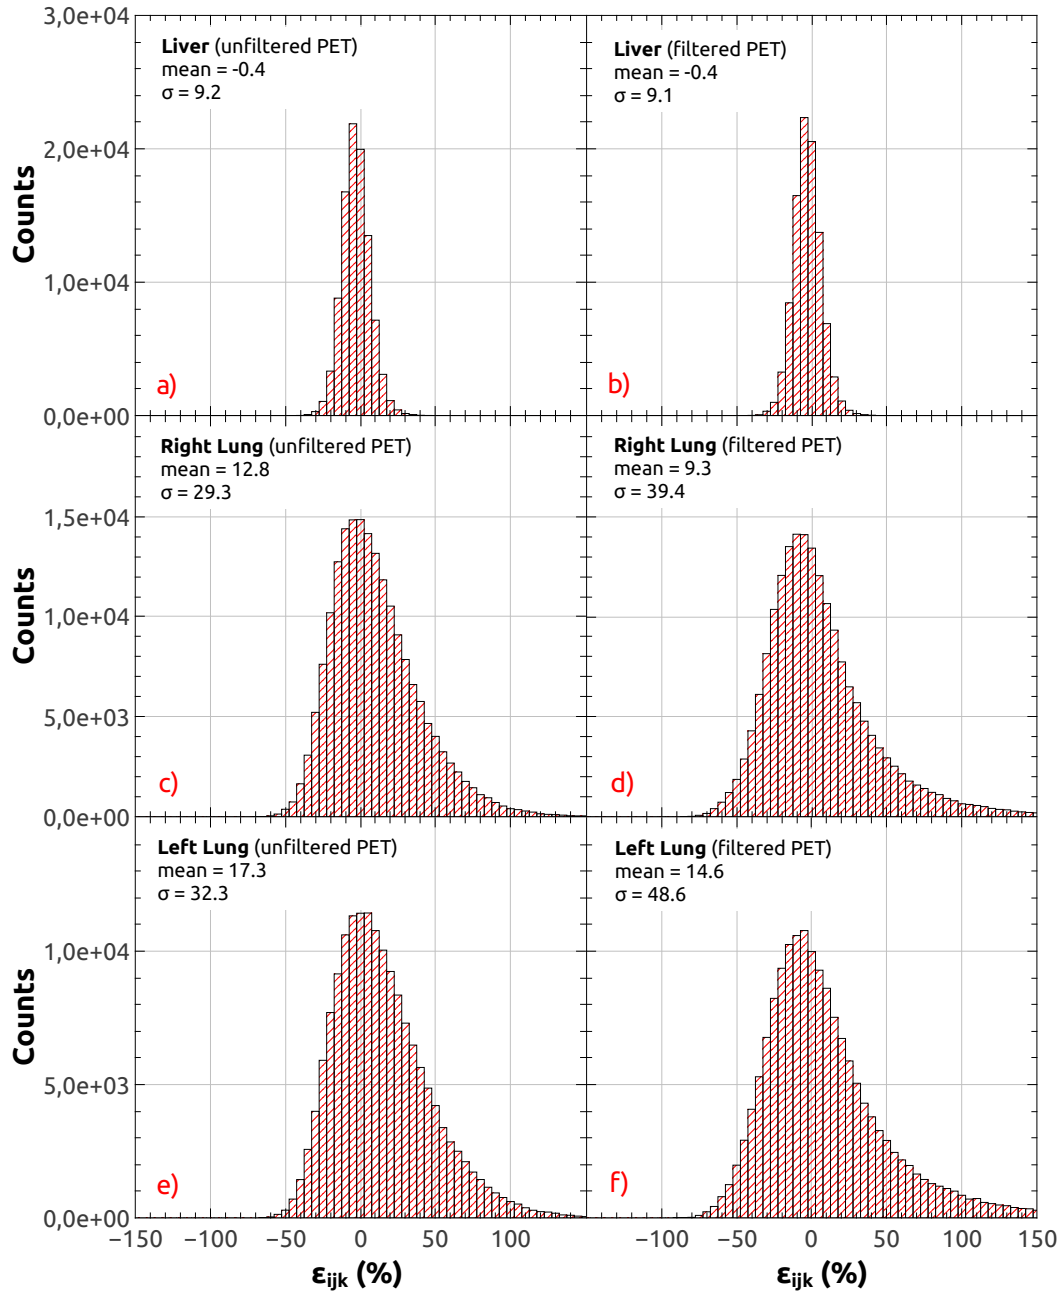 3,0e+04
Liver (unfiltered PET)
mean = -0.4
σ = 9.2
Liver (filtered PET)
mean = -0.4
σ = 9.1
2,0e+04
Counts
1,0e+04
a)
b)
0,0e+00
Right Lung (unfiltered PET)
mean = 12.8
σ = 29.3
Right Lung (filtered PET)
mean = 9.3
σ = 39.4
1,5e+04
Counts
1,0e+04
5,0e+03
c)
d)
0,0e+00
Left Lung (unfiltered PET)
mean = 17.3
σ = 32.3
Left Lung (filtered PET)
mean = 14.6
σ = 48.6
1,0e+04
Counts
5,0e+03
e)
f)
0,0e+00
−150 −100 −50 0 50 100
−100 −50 0 50 100 150
εijk (%)
εijk (%)